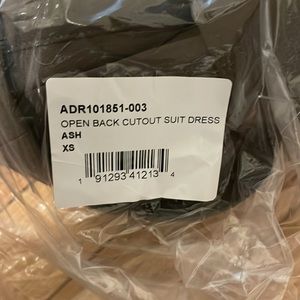 ADR101851-003
OPEN BACK CUTOUT SUIT DRESS
ASH
XS
1 91293 41213 4